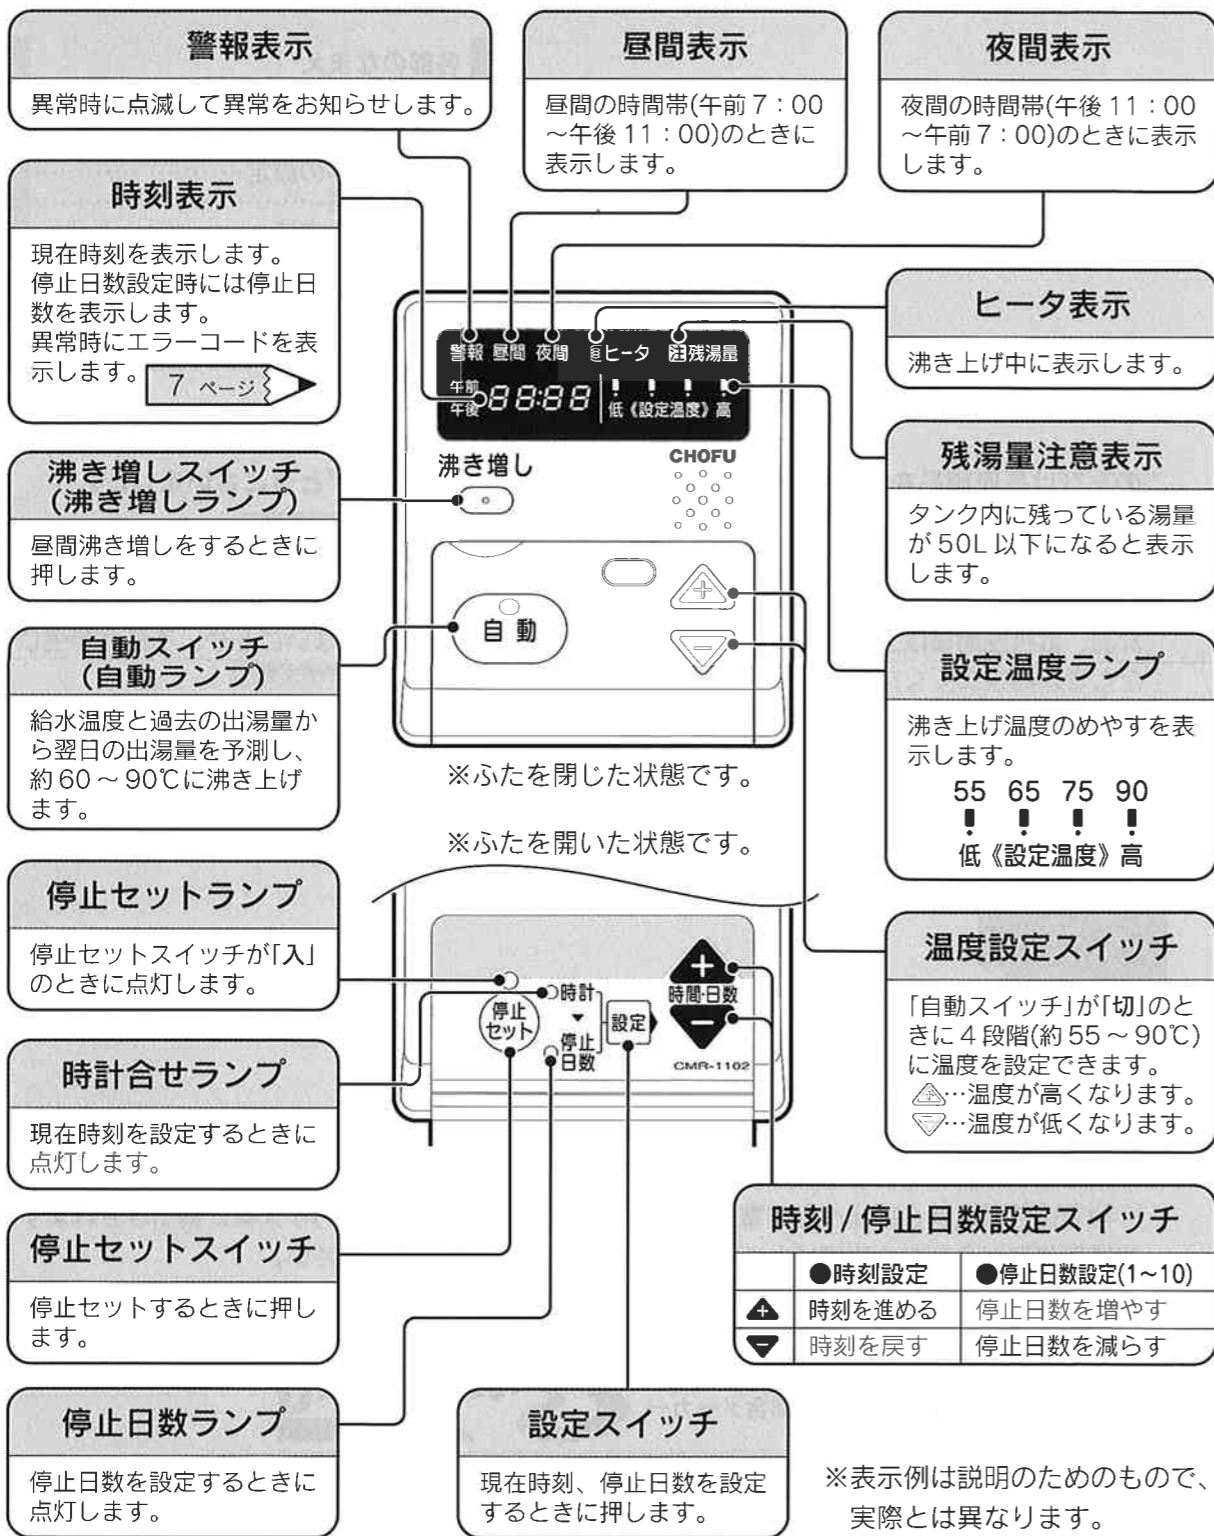 警報表示
異常時に点滅して異常をお知らせします。
昼間表示
昼間の時間帯(午前7：00
～午後11：00)のときに
表示します。
夜間表示
夜間の時間帯(午後11：00
～午前7：00)のときに表示
します。
時刻表示
現在時刻を表示します。
停止日数設定時には停止日
数を表示します。
異常時にエラーコードを表
示します。 7 ページ
ヒータ表示
沸き上げ中に表示します。
警報 昼間 夜間 ヒータ 注残湯量
午前
午後 88:88
低《設定温度》高
沸き増し
CHOFU
自動
沸き増しスイッチ
(沸き増しランプ)
昼間沸き増しをするときに
押します。
残湯量注意表示
タンク内に残っている湯量
が50L以下になると表示
します。
自動スイッチ
(自動ランプ)
給水温度と過去の出湯量か
ら翌日の出湯量を予測し、
約60～90℃に沸き上げ
ます。
設定温度ランプ
沸き上げ温度のめやすを表
示します。
55 65 75 90
低《設定温度》高
※ふたを閉じた状態です。
※ふたを開いた状態です。
停止セットランプ
停止セットスイッチが「入」
のときに点灯します。
温度設定スイッチ
「自動スイッチ」が「切」のと
きに4段階(約55～90℃)
に温度を設定できます。
＋…温度が高くなります。
－…温度が低くなります。
停止
セット
時計
▼
停止
日数
設定
＋
時間・日数
－
CMR-1102
時計合せランプ
現在時刻を設定するときに
点灯します。
停止セットスイッチ
停止セットするときに押し
ます。
時刻/停止日数設定スイッチ
●時刻設定 ●停止日数設定(1～10)
＋ 時刻を進める 停止日数を増やす
－ 時刻を戻す 停止日数を減らす
停止日数ランプ
停止日数を設定するときに
点灯します。
設定スイッチ
現在時刻、停止日数を設定
するときに押します。
※表示例は説明のためのもので、
実際とは異なります。